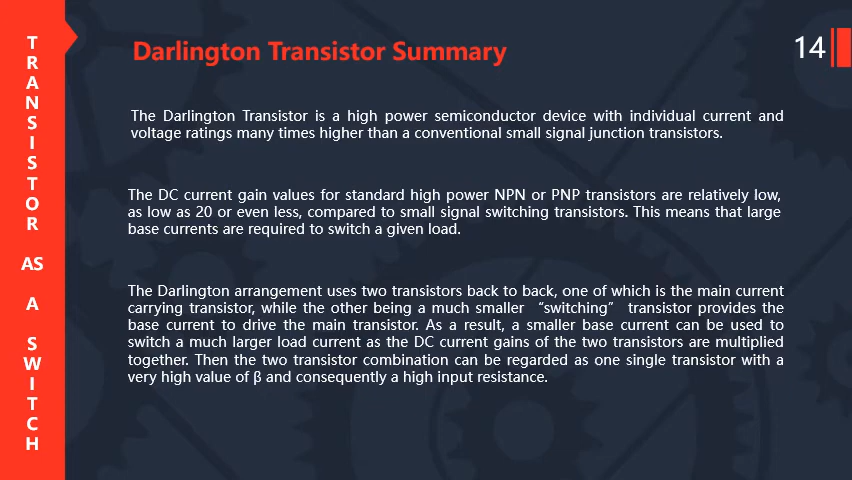 TRANSISTOR AS A SWITCH
Darlington Transistor Summary
14
The Darlington Transistor is a high power semiconductor device with individual current and
voltage ratings many times higher than a conventional small signal junction transistors.
The DC current gain values for standard high power NPN or PNP transistors are relatively low,
as low as 20 or even less, compared to small signal switching transistors. This means that large
base currents are required to switch a given load.
The Darlington arrangement uses two transistors back to back, one of which is the main current
carrying transistor, while the other being a much smaller “switching” transistor provides the
base current to drive the main transistor. As a result, a smaller base current can be used to
switch a much larger load current as the DC current gains of the two transistors are multiplied
together. Then the two transistor combination can be regarded as one single transistor with a
very high value of β and consequently a high input resistance.